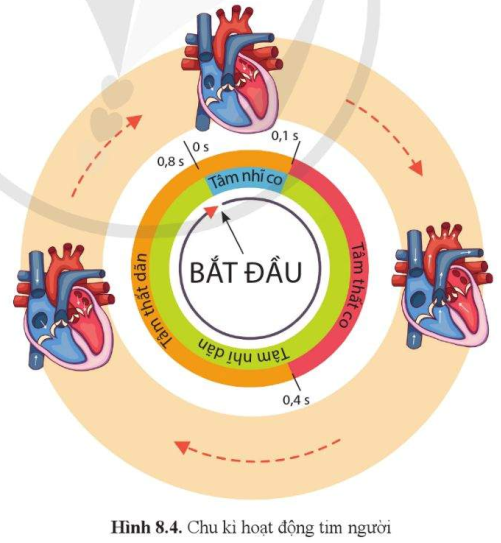 0 s
0,1 s
0,8 s
Tâm nhĩ co
BẮT ĐẦU
Tâm thất dãn
Tâm thất co
Tâm nhĩ dãn
0,4 s
Hình 8.4. Chu kì hoạt động tim người